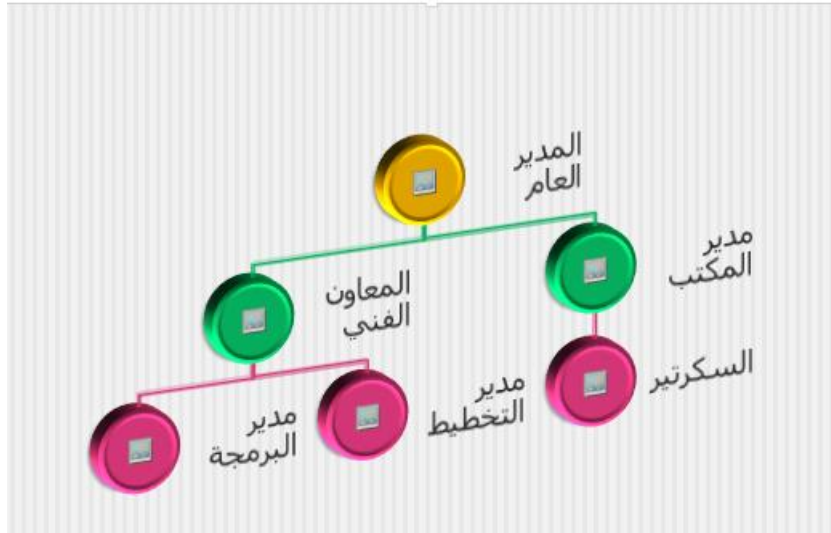 المدير
العام
مدير
المكتب
المعاون
الفني
السكرتير
مدير
التخطيط
مدير
البرمجة